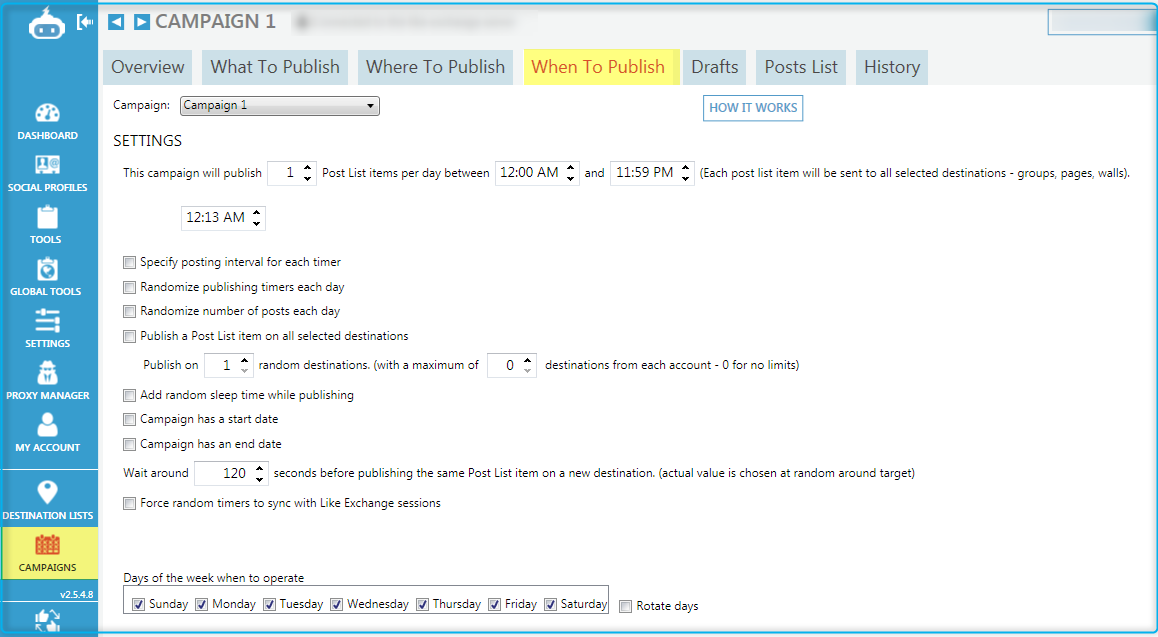 CAMPAIGN 1
Overview What To Publish Where To Publish When To Publish Drafts Posts List History
Campaign: Campaign 1 HOW IT WORKS
SETTINGS
This campaign will publish 1 Post List items per day between 12:00 AM and 11:59 PM (Each post list item will be sent to all selected destinations - groups, pages, walls).
12:13 AM
Specify posting interval for each timer
Randomize publishing timers each day
Randomize number of posts each day
Publish a Post List item on all selected destinations
Publish on 1 random destinations. (with a maximum of 0 destinations from each account - 0 for no limits)
Add random sleep time while publishing
Campaign has a start date
Campaign has an end date
Wait around 120 seconds before publishing the same Post List item on a new destination. (actual value is chosen at random around target)
Force random timers to sync with Like Exchange sessions
Days of the week when to operate
Sunday Monday Tuesday Wednesday Thursday Friday Saturday Rotate days
DASHBOARD
SOCIAL PROFILES
TOOLS
GLOBAL TOOLS
SETTINGS
PROXY MANAGER
MY ACCOUNT
DESTINATION LISTS
CAMPAIGNS
v2.5.4.8